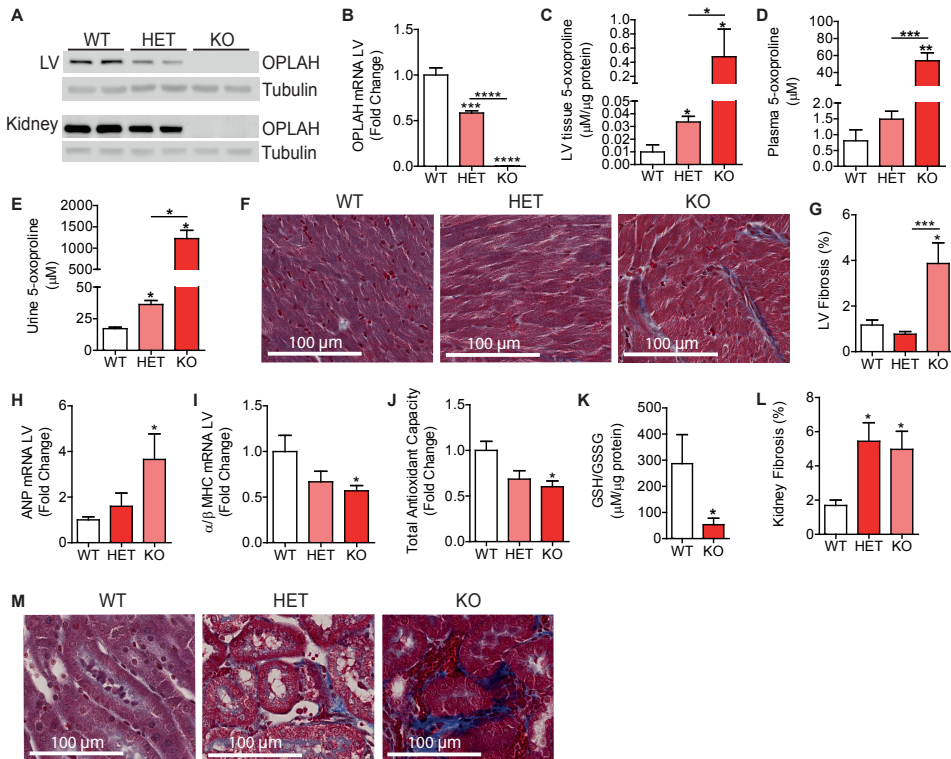 A
WT HET KO
LV OPLAH
Tubulin
Kidney OPLAH
Tubulin
B
OPLAH mRNA LV
(Fold Change)
1.5
1.0
0.5
0.0
***
****
****
WT HET KO
C
LV tissue 5-oxoproline
(µM/ug protein)
1.0
0.8
0.6
0.4
0.2
0.05
0.04
0.03
0.02
0.01
0.00
*
*
*
WT HET KO
D
Plasma 5-oxoproline
(µM)
100
80
60
40
20
2.0
1.5
1.0
0.5
0.0
***
**
WT HET KO
E
Urine 5-oxoproline
(µM)
2000
1500
1000
500
50
25
0
*
*
*
WT HET KO
F
WT HET KO
100 µm 100 µm 100 µm
G
LV Fibrosis (%)
6
4
2
0
***
*
WT HET KO
H
ANP mRNA LV
(Fold Change)
6
4
2
0
*
WT HET KO
I
α/β MHC mRNA LV
(Fold Change)
1.5
1.0
0.5
0.0
*
WT HET KO
J
Total Antioxidant Capacity
(Fold Change)
1.5
1.0
0.5
0.0
*
WT HET KO
K
GSH/GSSG
(µM/µg protein)
500
400
300
200
100
0
*
WT KO
L
Kidney Fibrosis (%)
8
6
4
2
0
* *
WT HET KO
M
WT HET KO
100 µm 100 µm 100 µm